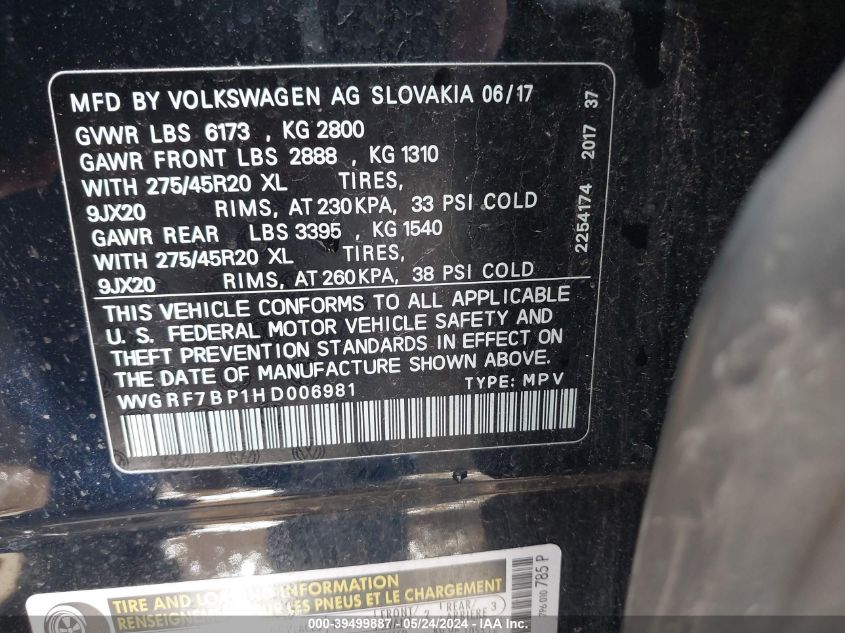 MFD BY VOLKSWAGEN AG SLOVAKIA 06/17
GVWR LBS 6173 , KG 2800
GAWR FRONT LBS 2888 , KG 1310
WITH 275/45R20 XL TIRES,
9JX20 RIMS, AT 230KPA, 33 PSI COLD
GAWR REAR LBS 3395 , KG 1540
WITH 275/45R20 XL TIRES,
9JX20 RIMS, AT 260KPA, 38 PSI COLD
THIS VEHICLE CONFORMS TO ALL APPLICABLE
U. S. FEDERAL MOTOR VEHICLE SAFETY AND
THEFT PREVENTION STANDARDS IN EFFECT ON
THE DATE OF MANUFACTURE SHOWN ABOVE.
WVGRF7BP1HD006981 TYPE: MPV
2254174 2017 37
TIRE AND INFORMATION
SUR LES PNEUS ET LE CHARGEMENT
FRONT 2 REAR 3
785 P
000-39499887 - 05/24/2024 - IAA Inc.